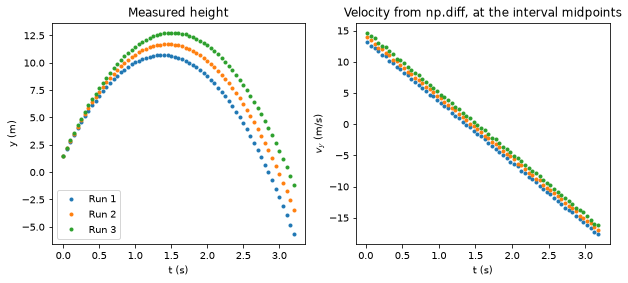 Measured height
12.5
10.0
7.5
5.0
2.5
0.0
−2.5
−5.0
y (m)
Run 1
Run 2
Run 3
0.0 0.5 1.0 1.5 2.0 2.5 3.0
t (s)
Velocity from np.diff, at the interval midpoints
15
10
5
0
−5
−10
−15
v_y (m/s)
0.0 0.5 1.0 1.5 2.0 2.5 3.0
t (s)